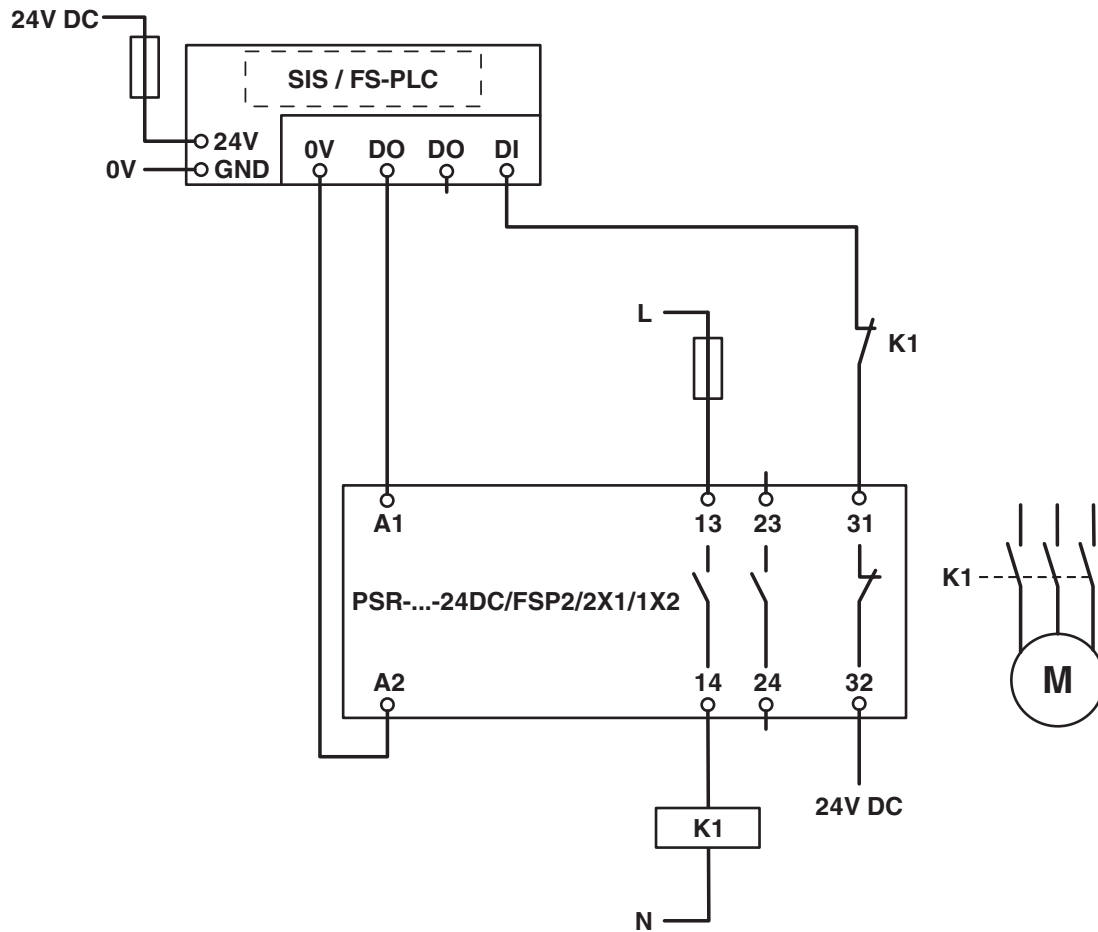 24V DC
SIS / FS-PLC
24V
0V
GND
0V DO DO DI
L
K1
A1 13 23 31
K1
PSR-...-24DC/FSP2/2X1/1X2
M
A2 14 24 32
24V DC
K1
N